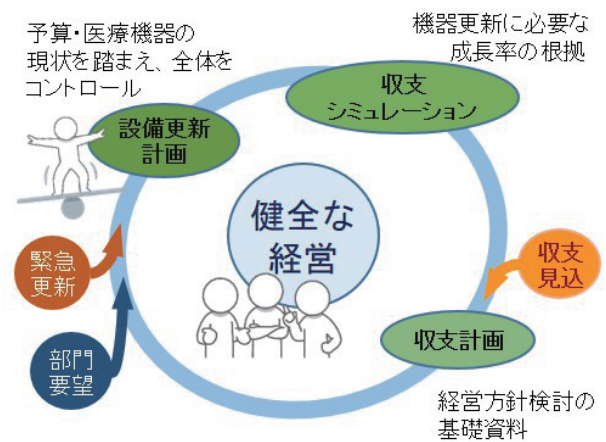 予算・医療機器の
現状を踏まえ、全体を
コントロール
機器更新に必要な
成長率の根拠
収支
シミュレーション
設備更新
計画
健全な
経営
緊急
更新
収支
見込
部門
要望
収支計画
経営方針検討の
基礎資料